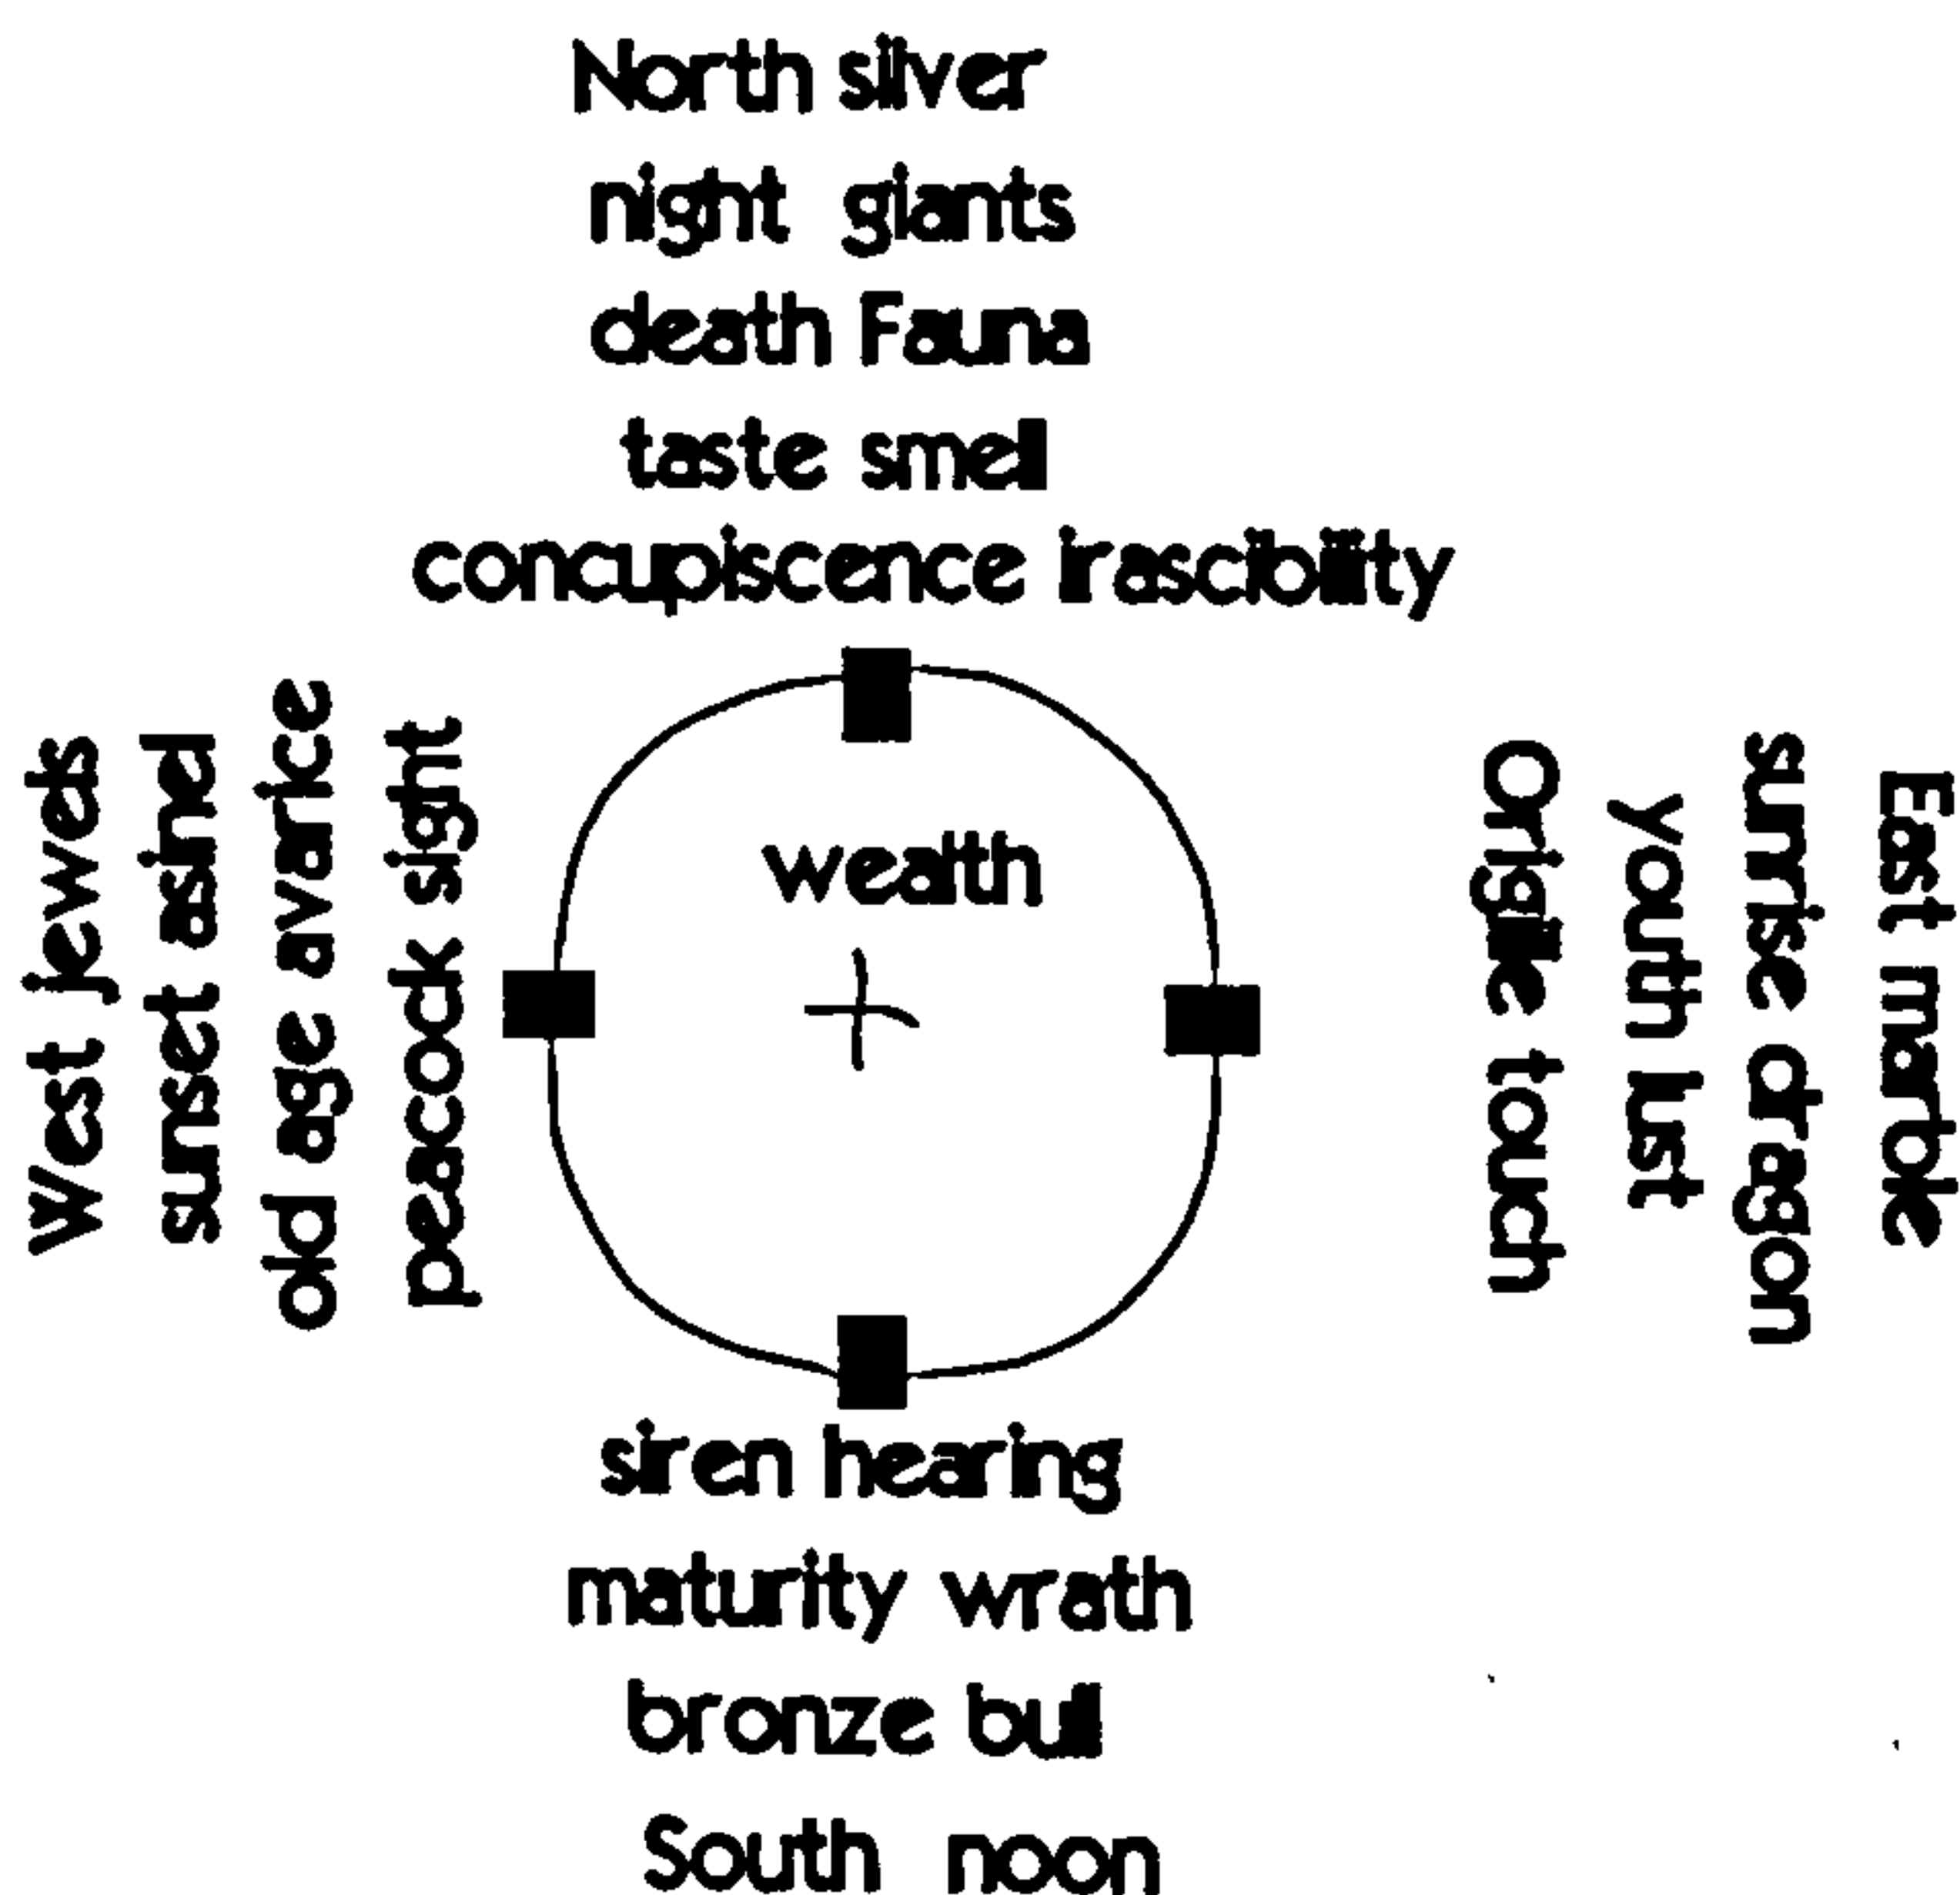 North silver
night giants
death Fauna
taste smell
concupiscence irascibility
West jewels
sunset asind
old age avarice
peacock sight
wealth
Origile touch
youth lust
sunrise dragon
East marble
siren hearing
maturity wrath
bronze bull
South noon